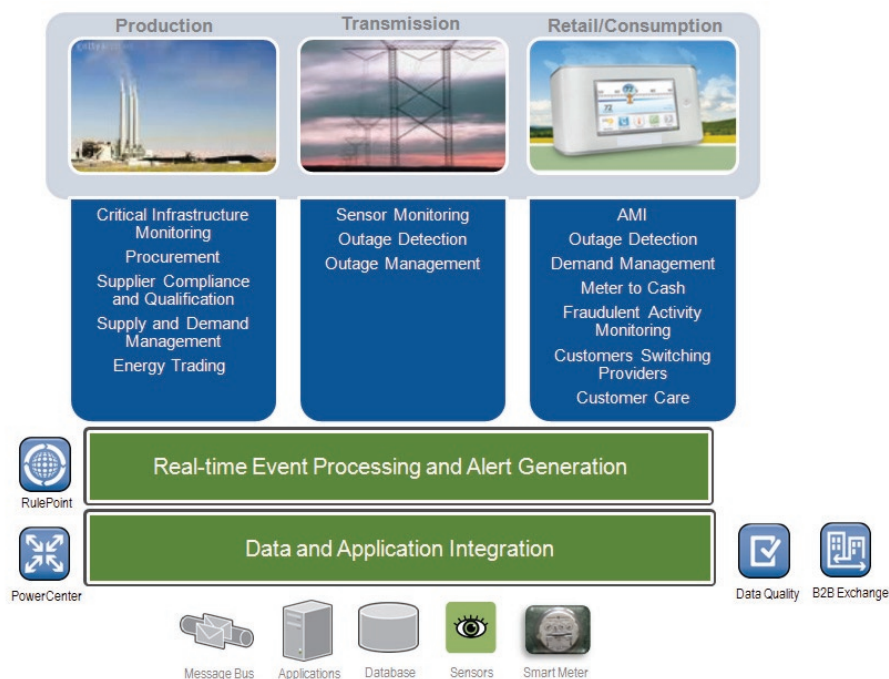 Production
Transmission
Retail/Consumption
Critical Infrastructure
Monitoring
Procurement
Supplier Compliance
and Qualification
Supply and Demand
Management
Energy Trading
Sensor Monitoring
Outage Detection
Outage Management
AMI
Outage Detection
Demand Management
Meter to Cash
Fraudulent Activity
Monitoring
Customers Switching
Providers
Customer Care
Real-time Event Processing and Alert Generation
RulePoint
Data and Application Integration
PowerCenter
Data Quality
B2B Exchange
Message Bus
Applications
Database
Sensors
Smart Meter